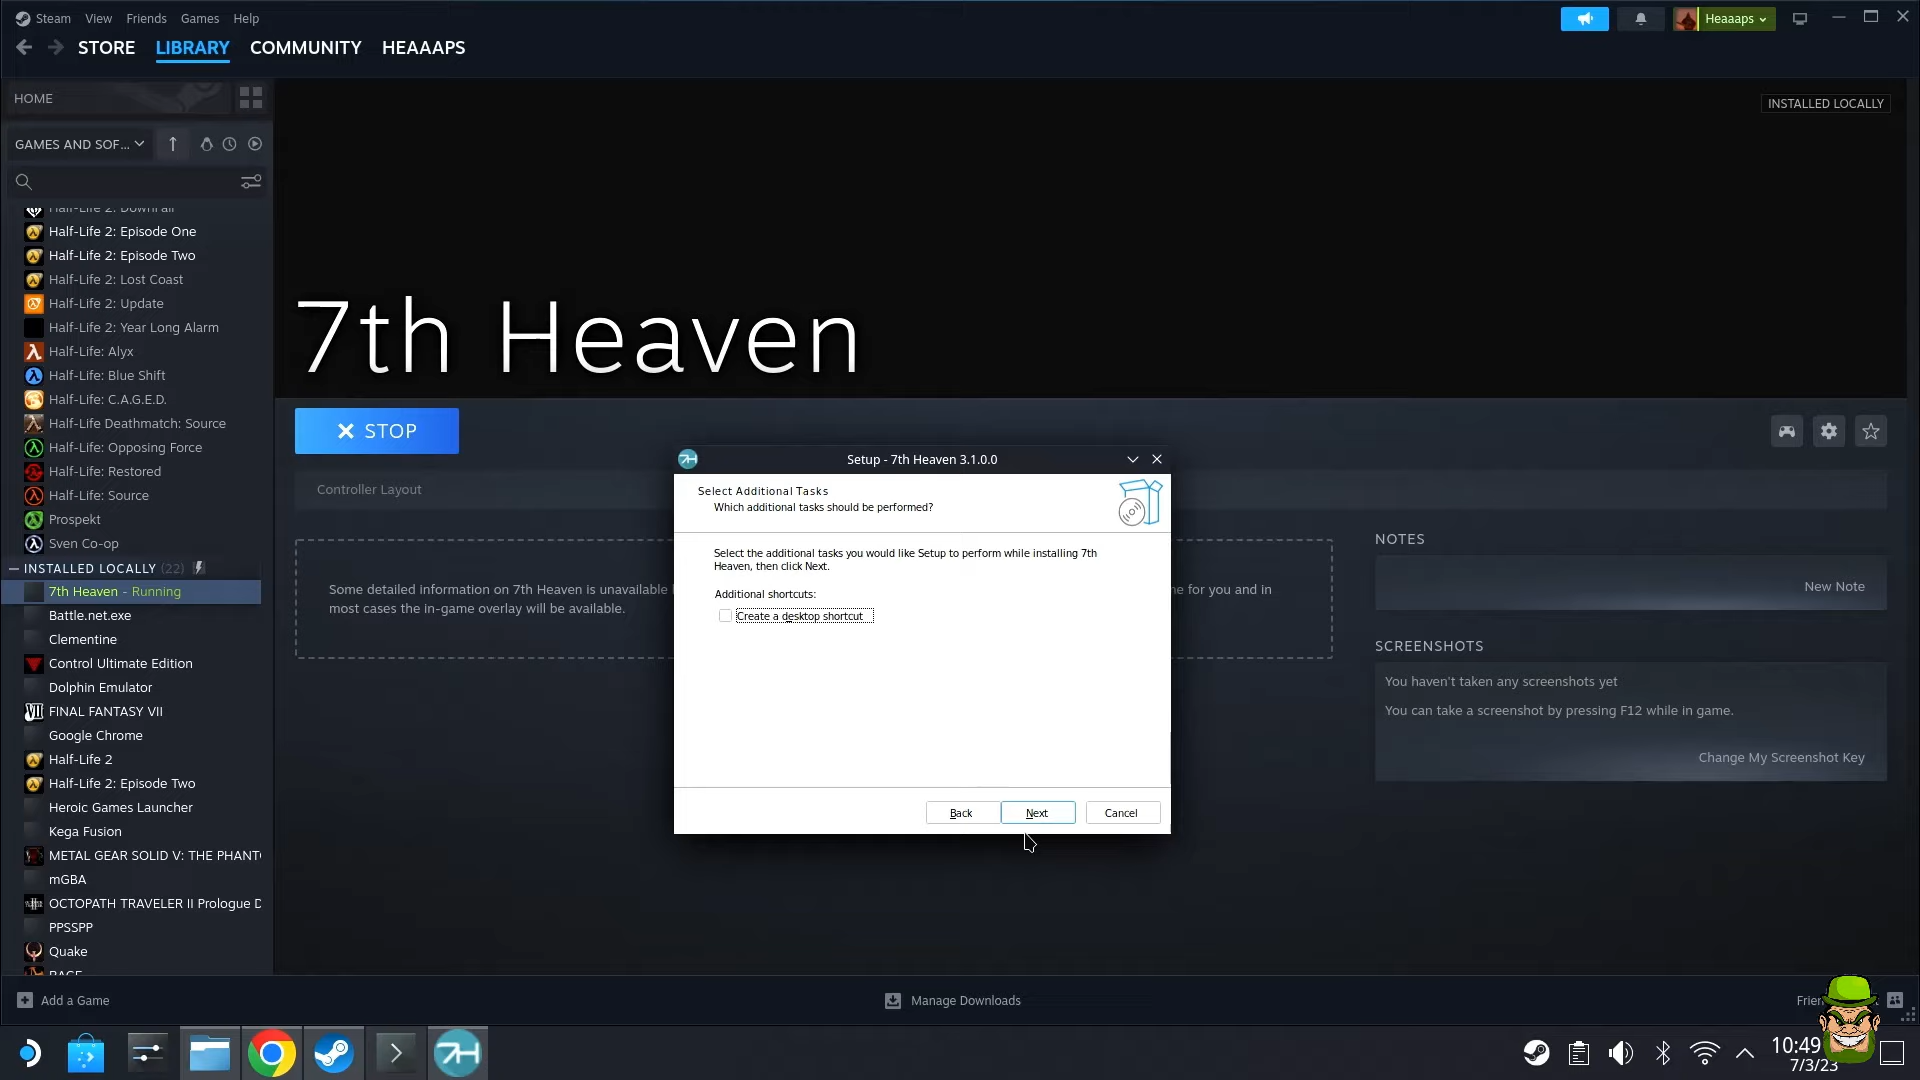 Steam View Friends Games Help
Heaaaps
STORE LIBRARY COMMUNITY HEAAAPS
HOME
INSTALLED LOCALLY
GAMES AND SOF...
Half-Life 2: DownFall
Half-Life 2: Episode One
Half-Life 2: Episode Two
Half-Life 2: Lost Coast
Half-Life 2: Update
Half-Life 2: Year Long Alarm
Half-Life: Alyx
Half-Life: Blue Shift
Half-Life: C.A.G.E.D.
Half-Life Deathmatch: Source
Half-Life: Opposing Force
Half-Life: Restored
Half-Life: Source
Prospekt
Sven Co-op
INSTALLED LOCALLY (22)
7th Heaven - Running
Battle.net.exe
Clementine
Control Ultimate Edition
Dolphin Emulator
FINAL FANTASY VII
Google Chrome
Half-Life 2
Half-Life 2: Episode Two
Heroic Games Launcher
Kega Fusion
METAL GEAR SOLID V: THE PHANT
mGBA
OCTOPATH TRAVELER II Prologue D
PPSSPP
Quake
RAGE
7th Heaven
STOP
Controller Layout
Some detailed information on 7th Heaven is unavailable
me for you and in
most cases the in-game overlay will be available.
Setup - 7th Heaven 3.1.0.0
Select Additional Tasks
Which additional tasks should be performed?
Select the additional tasks you would like Setup to perform while installing 7th
Heaven, then click Next.
Additional shortcuts:
Create a desktop shortcut
Back Next Cancel
NOTES
New Note
SCREENSHOTS
You haven't taken any screenshots yet
You can take a screenshot by pressing F12 while in game.
Change My Screenshot Key
Add a Game
Manage Downloads
Frien
10:49
7/3/23